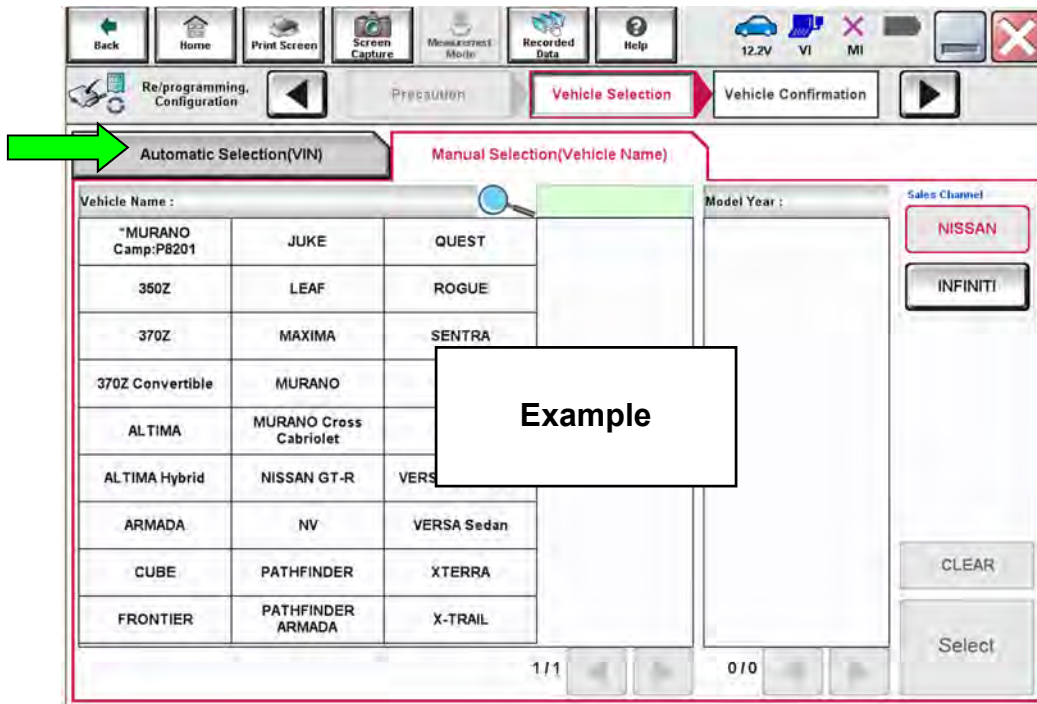 Back
Home
Print Screen
Screen
Capture
Measurement
Mode
Recorded
Data
Help
12.2V
VI
MI
Re/programming,
Configuration
Precaution
Vehicle Selection
Vehicle Confirmation
Automatic Selection(VIN)
Manual Selection(Vehicle Name)
Vehicle Name :
Model Year :
Sales Channel
*MURANO
Camp:P8201
JUKE
QUEST
NISSAN
350Z
LEAF
ROGUE
INFINITI
370Z
MAXIMA
SENTRA
370Z Convertible
MURANO
Example
ALTIMA
MURANO Cross
Cabriolet
ALTIMA Hybrid
NISSAN GT-R
VERS
ARMADA
NV
VERSA Sedan
CUBE
PATHFINDER
XTERRA
CLEAR
FRONTIER
PATHFINDER
ARMADA
X-TRAIL
Select
1/1
0/0